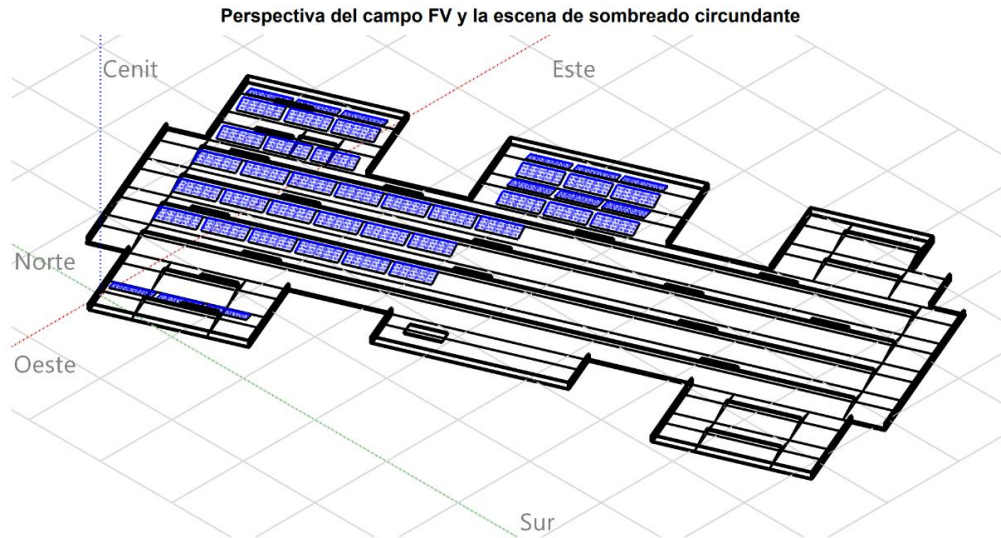 Perspectiva del campo FV y la escena de sombreado circundante
Cenit
Este
Norte
Oeste
Sur